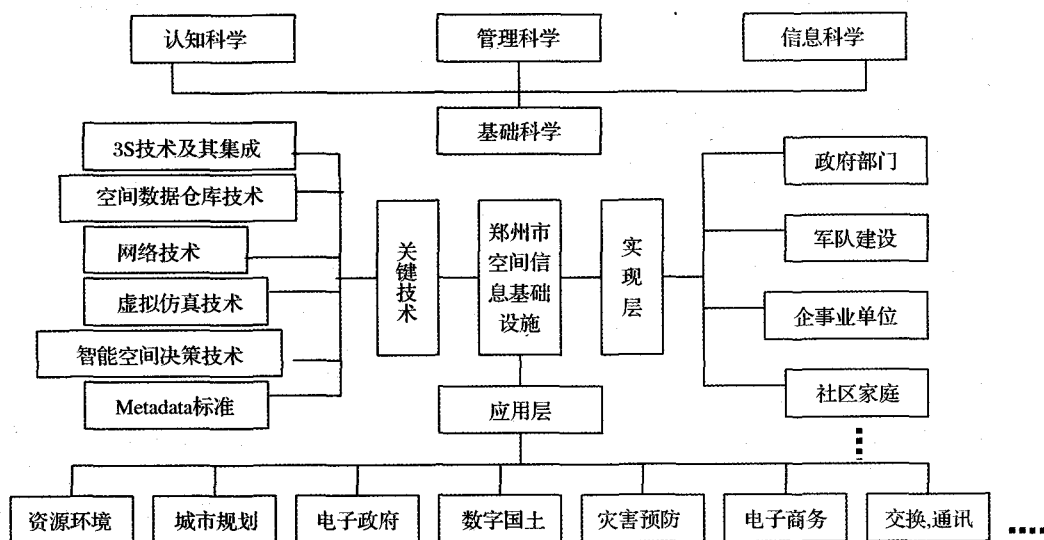 认知科学
管理科学
信息科学
基础科学
3S技术及其集成
空间数据仓库技术
网络技术
虚拟仿真技术
智能空间决策技术
Metadata标准
关键技术
郑州市
空间信
息基础
设施
实现层
政府部门
军队建设
企事业单位
社区家庭
应用层
资源环境
城市规划
电子政府
数字国土
灾害预防
电子商务
交换,通讯